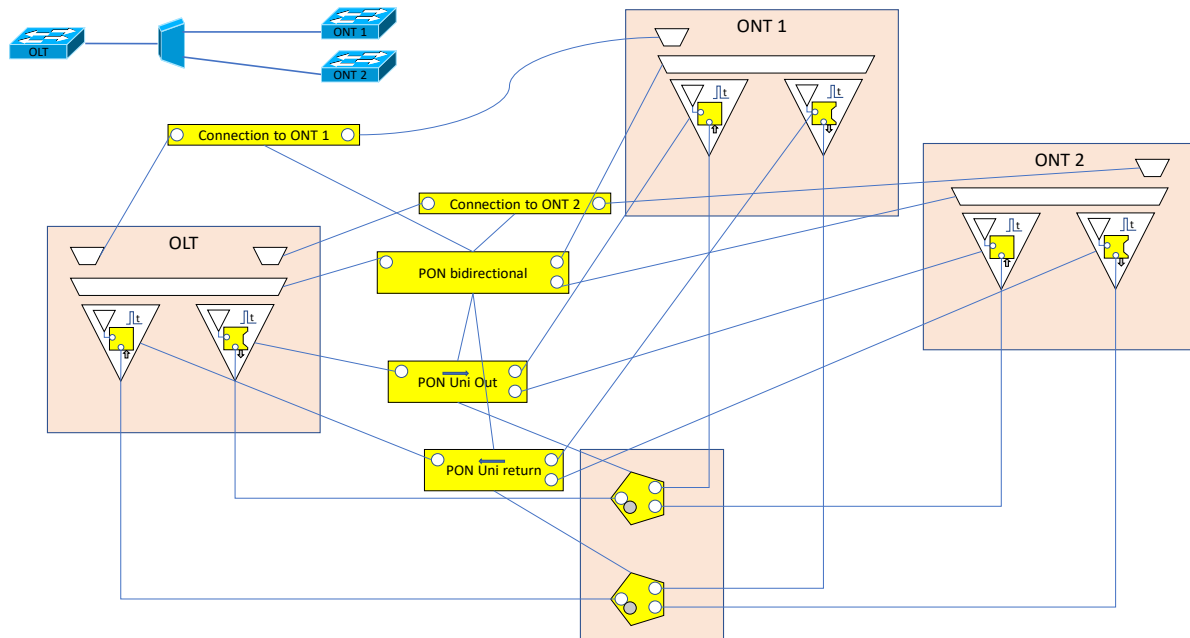 ONT 1
OLT
ONT 2
ONT 1
t
t
Connection to ONT 1
ONT 2
t
t
Connection to ONT 2
OLT
PON bidirectional
t
t
PON Uni Out
PON Uni return